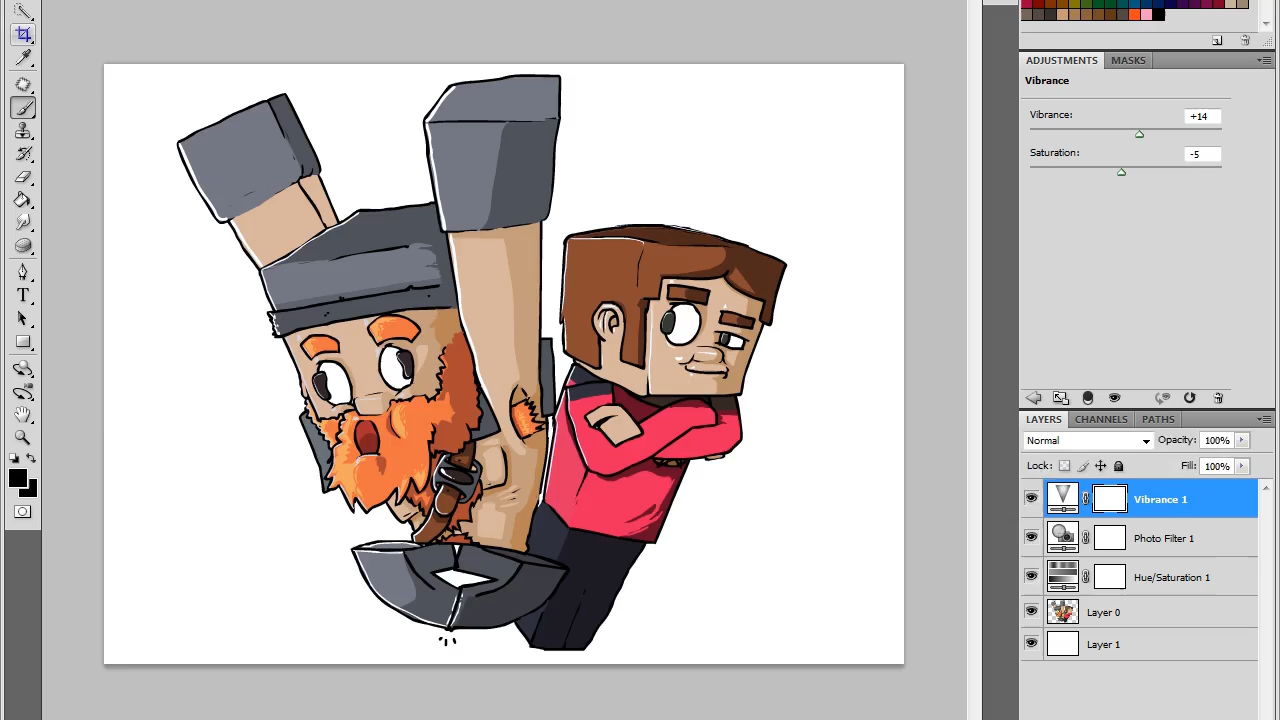 ADJUSTMENTS MASKS
Vibrance
Vibrance: +14
Saturation: -5
LAYERS CHANNELS PATHS
Normal Opacity: 100%
Lock: Fill: 100%
Vibrance 1
Photo Filter 1
Hue/Saturation 1
Layer 0
Layer 1